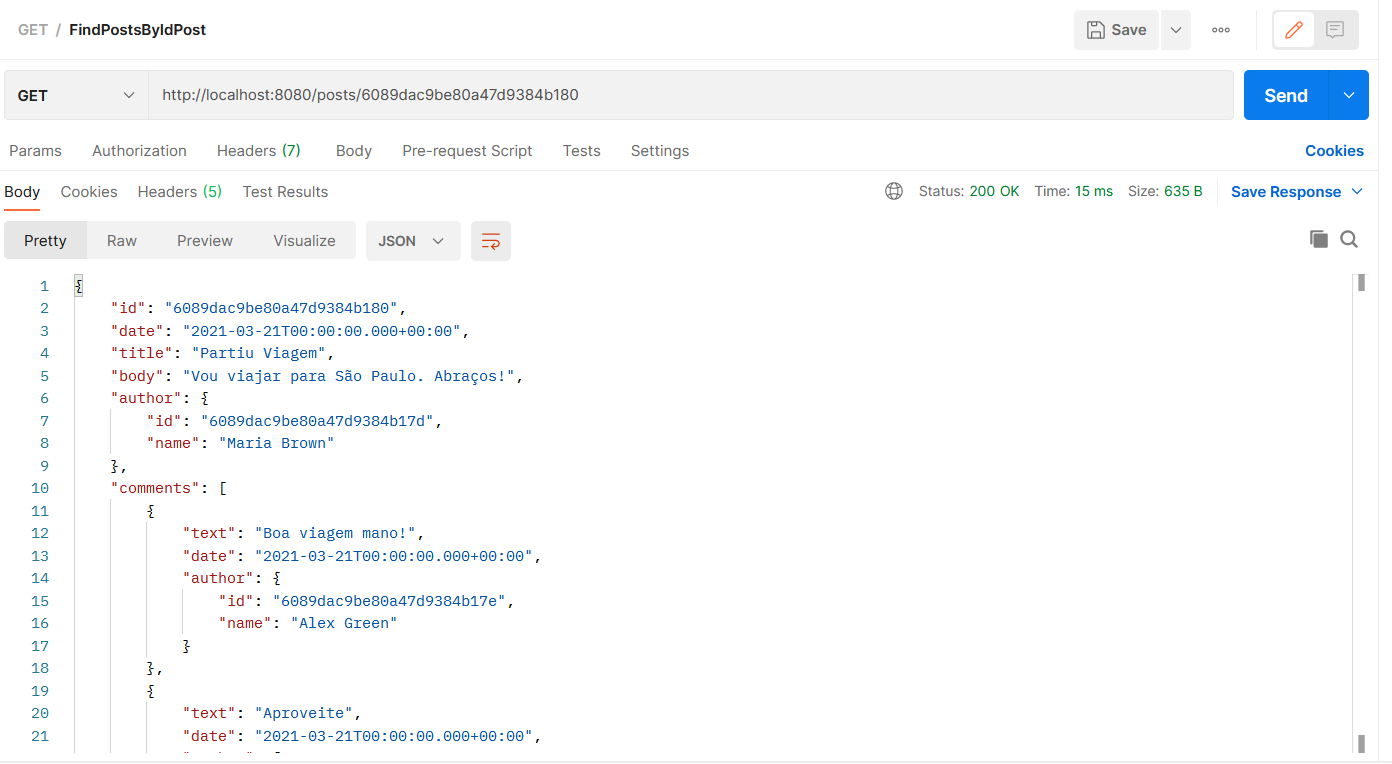 GET / FindPostsByIdPost Save
GET http://localhost:8080/posts/6089dac9be80a47d9384b180 Send
Params Authorization Headers (7) Body Pre-request Script Tests Settings Cookies
Body Cookies Headers (5) Test Results Status: 200 OK Time: 15 ms Size: 635 B Save Response
Pretty Raw Preview Visualize JSON
1 {
2 "id": "6089dac9be80a47d9384b180",
3 "date": "2021-03-21T00:00:00.000+00:00",
4 "title": "Partiu Viagem",
5 "body": "Vou viajar para São Paulo. Abraços!",
6 "author": {
7 "id": "6089dac9be80a47d9384b17d",
8 "name": "Maria Brown"
9 },
10 "comments": [
11 {
12 "text": "Boa viagem mano!",
13 "date": "2021-03-21T00:00:00.000+00:00",
14 "author": {
15 "id": "6089dac9be80a47d9384b17e",
16 "name": "Alex Green"
17 }
18 },
19 {
20 "text": "Aproveite",
21 "date": "2021-03-21T00:00:00.000+00:00",